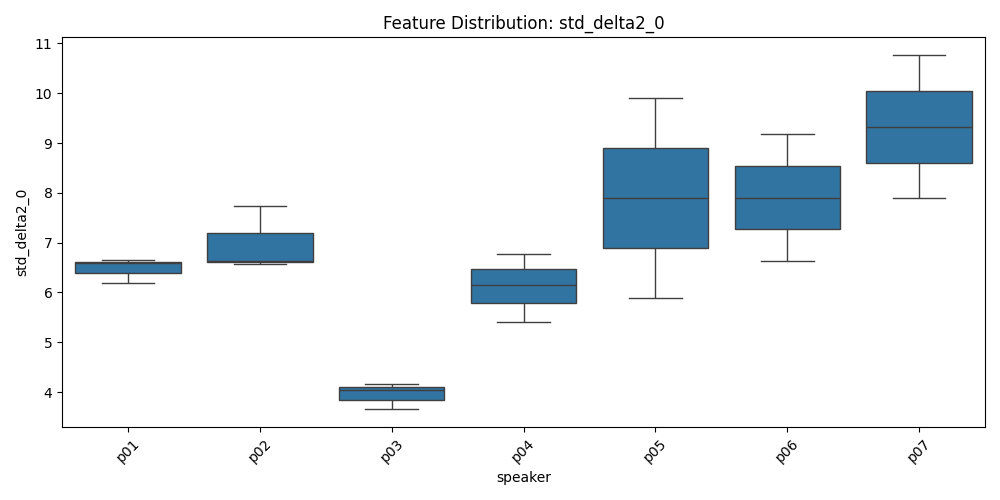 Feature Distribution: std_delta2_0
std_delta2_0
11
10
9
8
7
6
5
4
p01 p02 p03 p04 p05 p06 p07
speaker